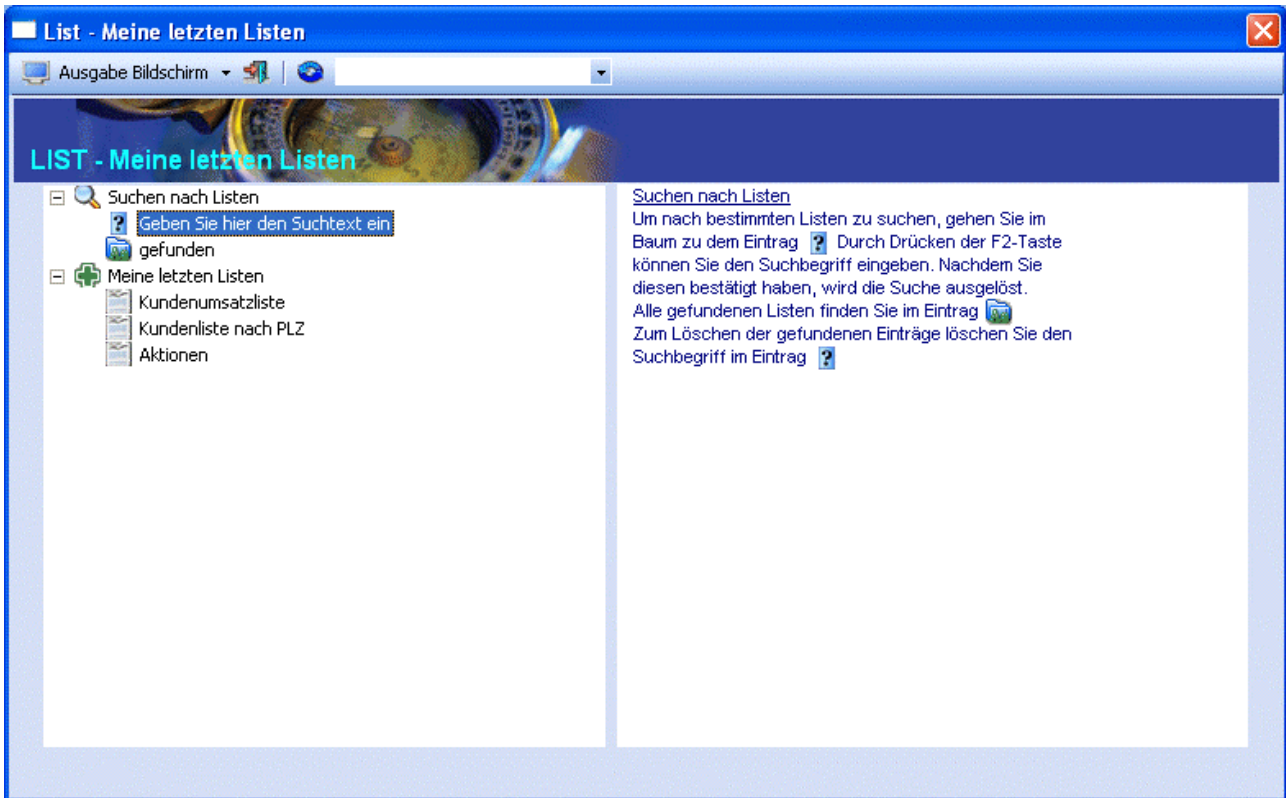 List - Meine letzten Listen
Ausgabe Bildschirm
LIST - Meine letzten Listen
Suchen nach Listen
Geben Sie hier den Suchtext ein
gefunden
Meine letzten Listen
Kundenumsatzliste
Kundenliste nach PLZ
Aktionen
Suchen nach Listen
Um nach bestimmten Listen zu suchen, gehen Sie im
Baum zu dem Eintrag ? Durch Drücken der F2-Taste
können Sie den Suchbegriff eingeben. Nachdem Sie
diesen bestätigt haben, wird die Suche ausgelöst.
Alle gefundenen Listen finden Sie im Eintrag
Zum Löschen der gefundenen Einträge löschen Sie den
Suchbegriff im Eintrag ?